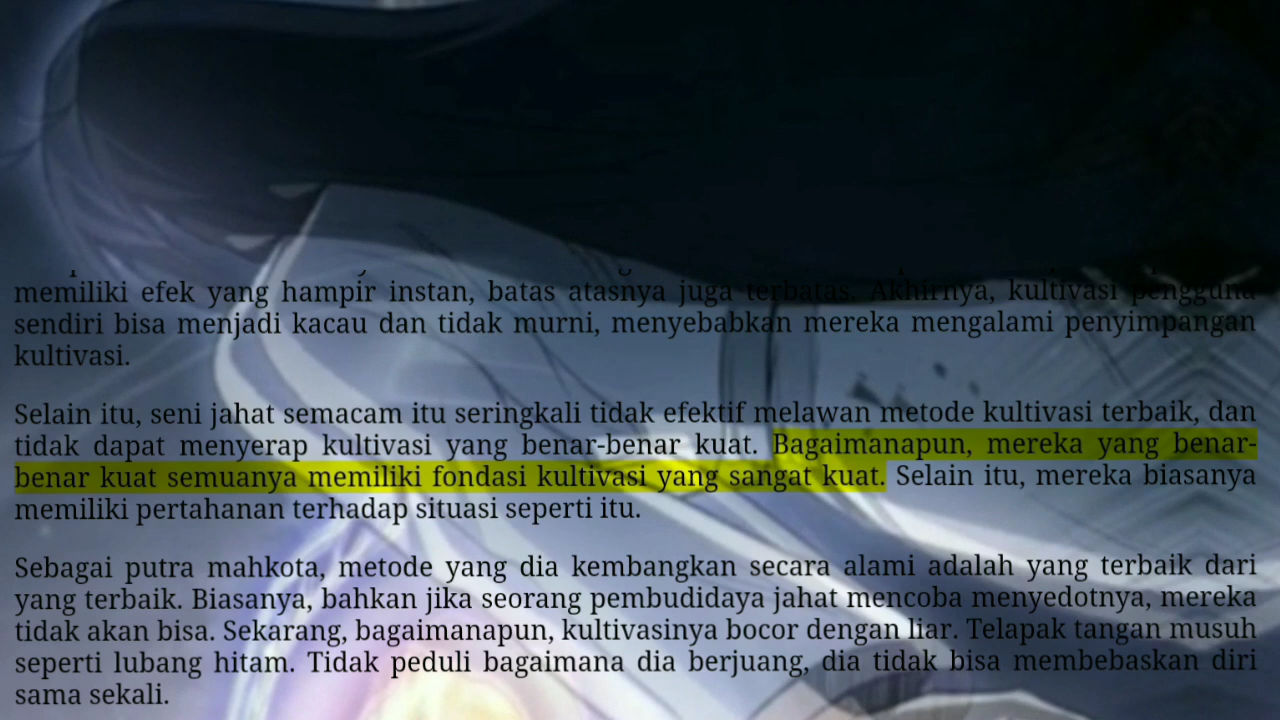 memiliki efek yang hampir instan, batas atasnya juga terbatas. Akhirnya, kultivasi pengguna
sendiri bisa menjadi kacau dan tidak murni, menyebabkan mereka mengalami penyimpangan
kultivasi.
Selain itu, seni jahat semacam itu seringkali tidak efektif melawan metode kultivasi terbaik, dan
tidak dapat menyerap kultivasi yang benar-benar kuat. Bagaimanapun, mereka yang benar-
benar kuat semuanya memiliki fondasi kultivasi yang sangat kuat. Selain itu, mereka biasanya
memiliki pertahanan terhadap situasi seperti itu.
Sebagai putra mahkota, metode yang dia kembangkan secara alami adalah yang terbaik dari
yang terbaik. Biasanya, bahkan jika seorang pembudidaya jahat mencoba menyedotnya, mereka
tidak akan bisa. Sekarang, bagaimanapun, kultivasinya bocor dengan liar. Telapak tangan musuh
seperti lubang hitam. Tidak peduli bagaimana dia berjuang, dia tidak bisa membebaskan diri
sama sekali.